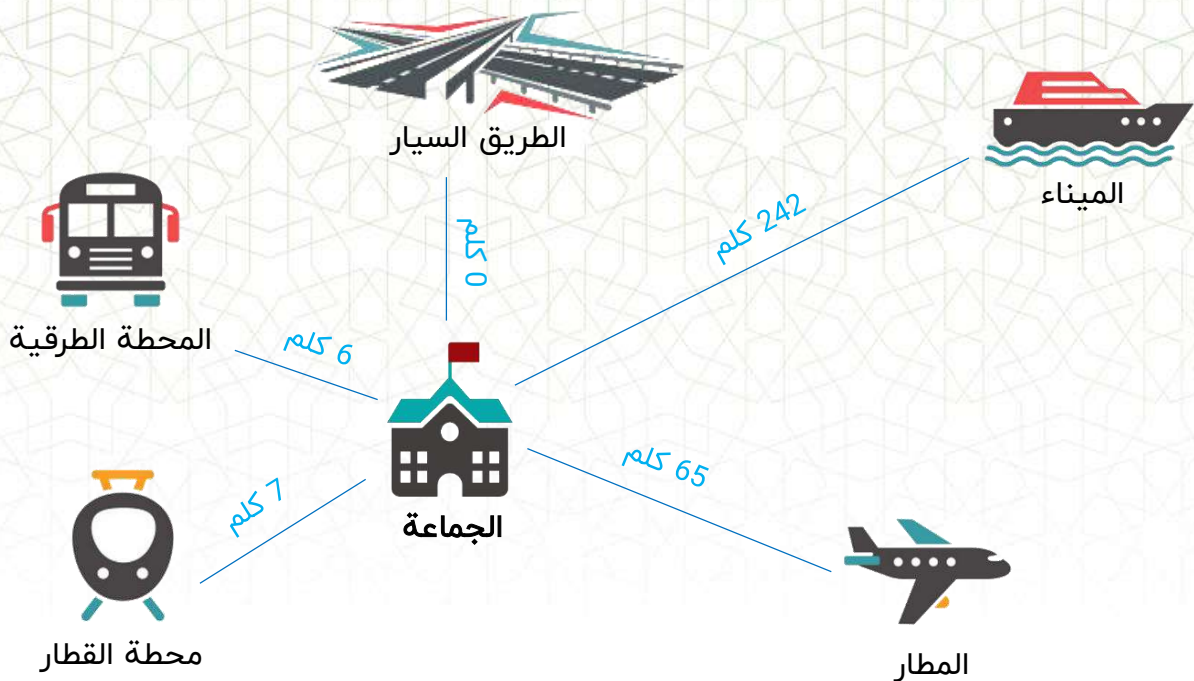 الطريق السيار
الميناء
242 كلم
0 كلم
المحطة الطرقية
6 كلم
65 كلم
7 كلم
الجماعة
محطة القطار
المطار